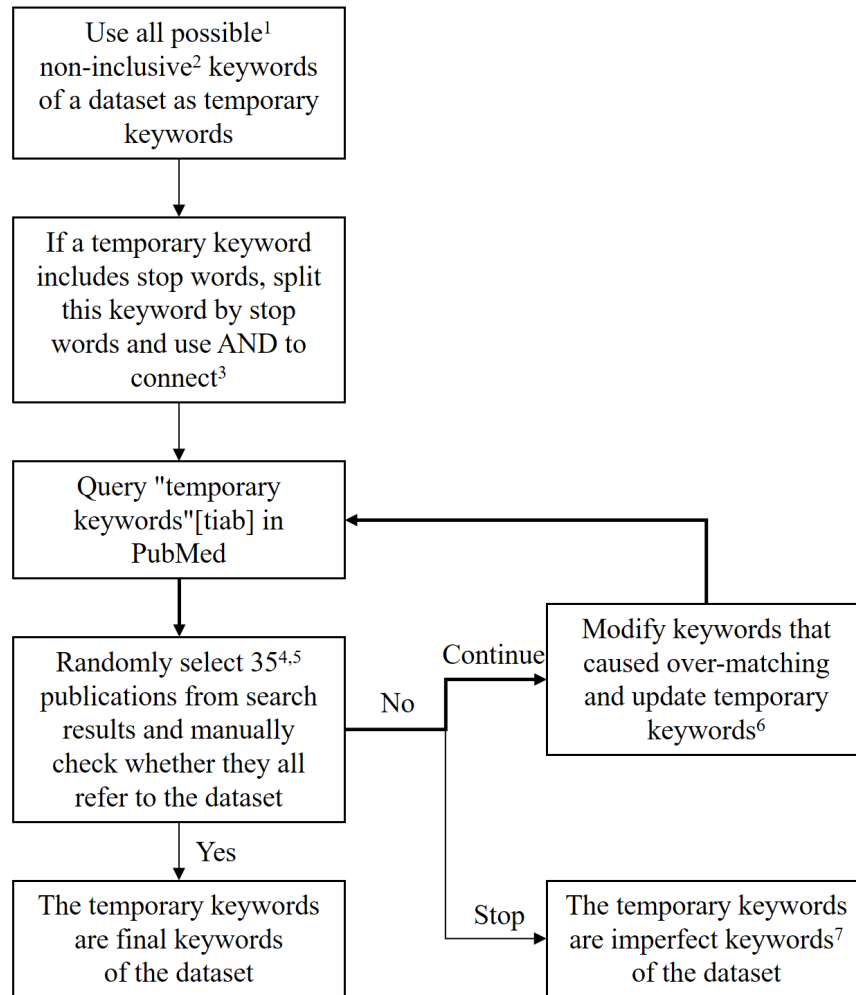 Use all possible¹
non-inclusive² keywords
of a dataset as temporary
keywords
If a temporary keyword
includes stop words, split
this keyword by stop
words and use AND to
connect³
Query "temporary
keywords"[tiab] in
PubMed
Randomly select 35⁴,⁵
publications from search
results and manually
check whether they all
refer to the dataset
No
Continue
Modify keywords that
caused over-matching
and update temporary
keywords⁶
Yes
Stop
The temporary keywords
are final keywords
of the dataset
The temporary keywords
are imperfect keywords⁷
of the dataset